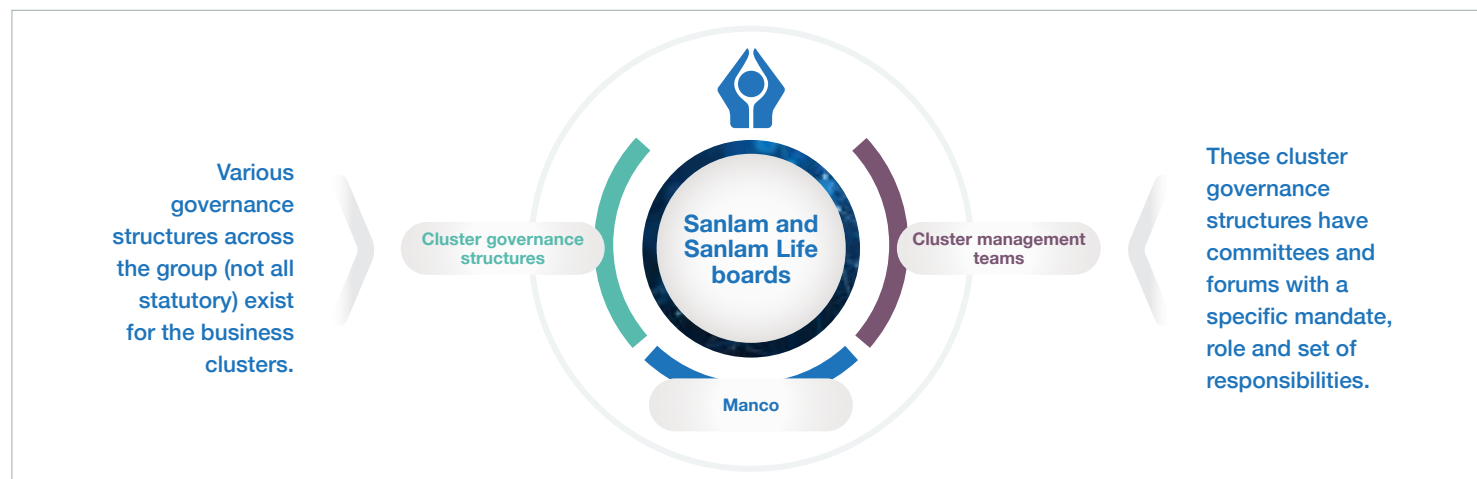 Various
governance
structures across
the group (not all
statutory) exist
for the business
clusters.
Cluster governance
structures
Sanlam and
Sanlam Life
boards
Cluster management
teams
Manco
These cluster
governance
structures have
committees and
forums with a
specific mandate,
role and set of
responsibilities.